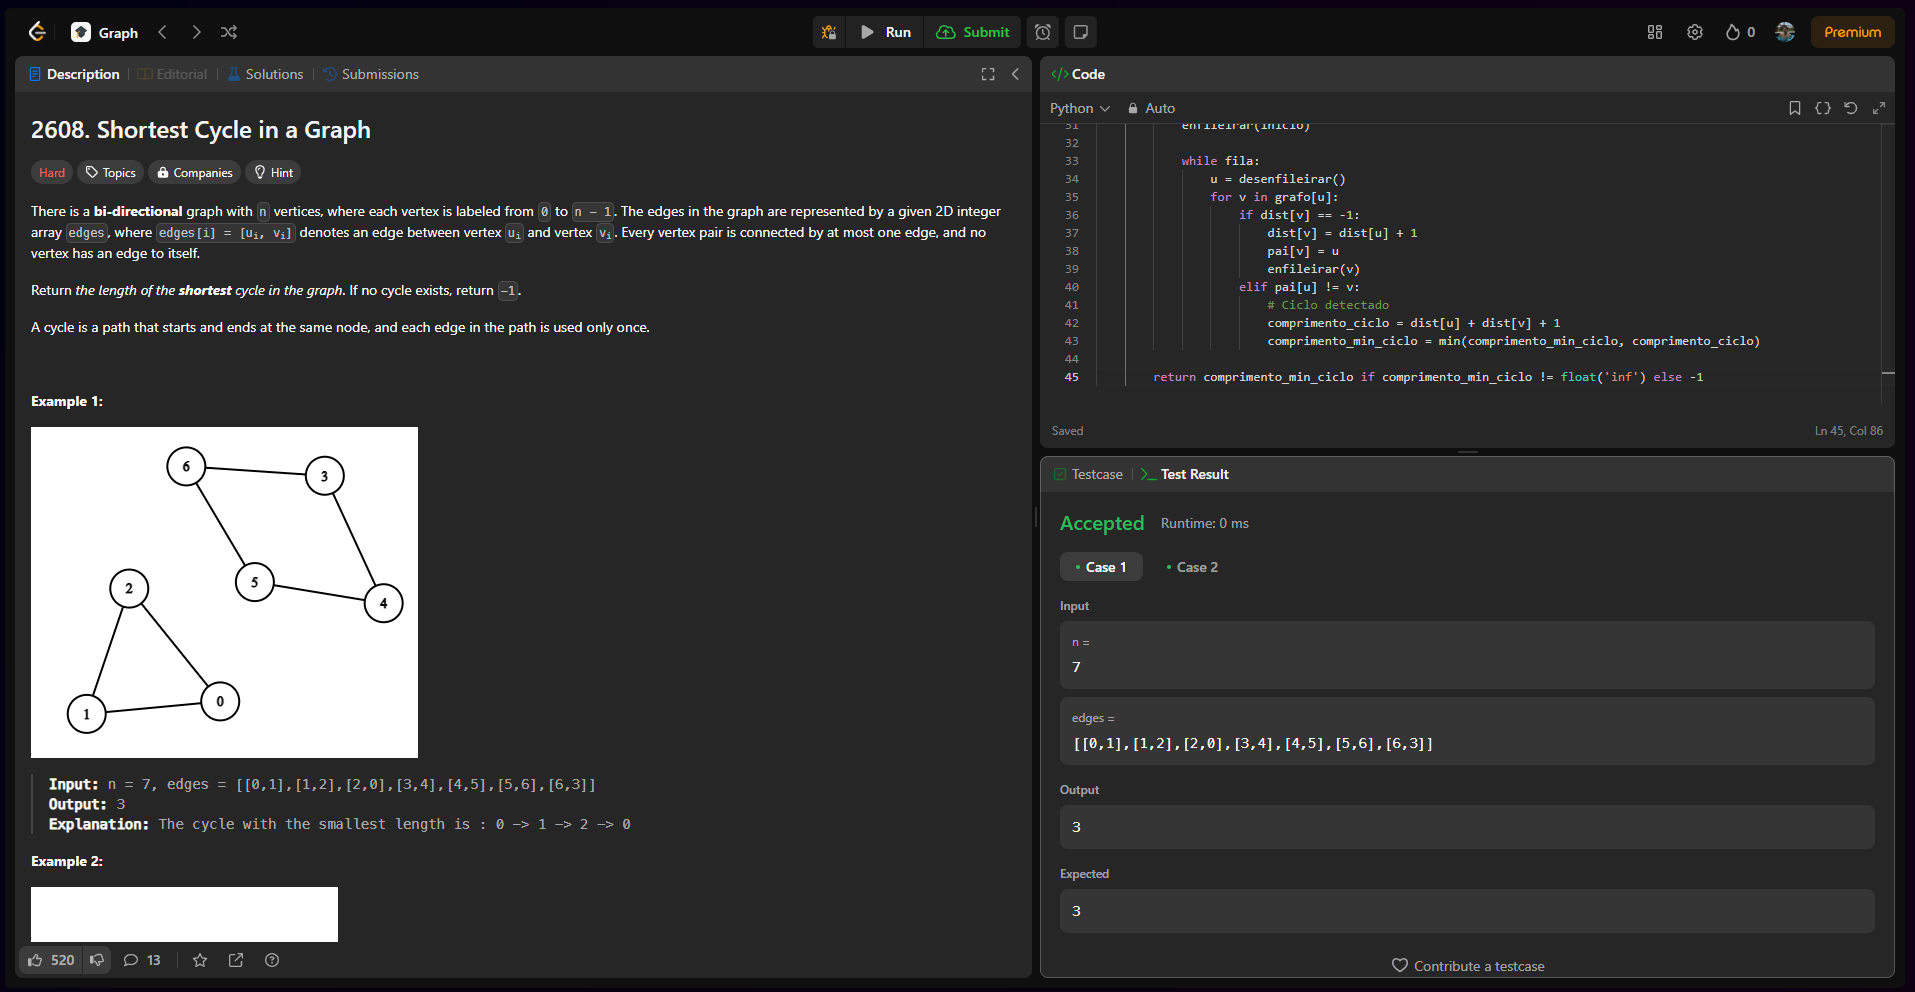 Graph
Run
Submit
0
Premium
Description
Editorial
Solutions
Submissions
2608. Shortest Cycle in a Graph
Hard
Topics
Companies
Hint
There is a bi-directional graph with n vertices, where each vertex is labeled from 0 to n - 1. The edges in the graph are represented by a given 2D integer
array edges, where edges[i] = [ui, vi] denotes an edge between vertex ui and vertex vi. Every vertex pair is connected by at most one edge, and no
vertex has an edge to itself.
Return the length of the shortest cycle in the graph. If no cycle exists, return -1.
A cycle is a path that starts and ends at the same node, and each edge in the path is used only once.
Example 1:
6
3
2
5
4
1
0
Input: n = 7, edges = [[0,1],[1,2],[2,0],[3,4],[4,5],[5,6],[6,3]]
Output: 3
Explanation: The cycle with the smallest length is : 0 -> 1 -> 2 -> 0
Example 2:
520
13
</> Code
Python
Auto
31 enfileirar(inicio)
32
33 while fila:
34 u = desenfileirar()
35 for v in grafo[u]:
36 if dist[v] == -1:
37 dist[v] = dist[u] + 1
38 pai[v] = u
39 enfileirar(v)
40 elif pai[u] != v:
41 # Ciclo detectado
42 comprimento_ciclo = dist[u] + dist[v] + 1
43 comprimento_min_ciclo = min(comprimento_min_ciclo, comprimento_ciclo)
44
45 return comprimento_min_ciclo if comprimento_min_ciclo != float('inf') else -1
Saved
Ln 45, Col 86
Testcase
Test Result
Accepted
Runtime: 0 ms
Case 1
Case 2
Input
n =
7
edges =
[[0,1],[1,2],[2,0],[3,4],[4,5],[5,6],[6,3]]
Output
3
Expected
3
Contribute a testcase